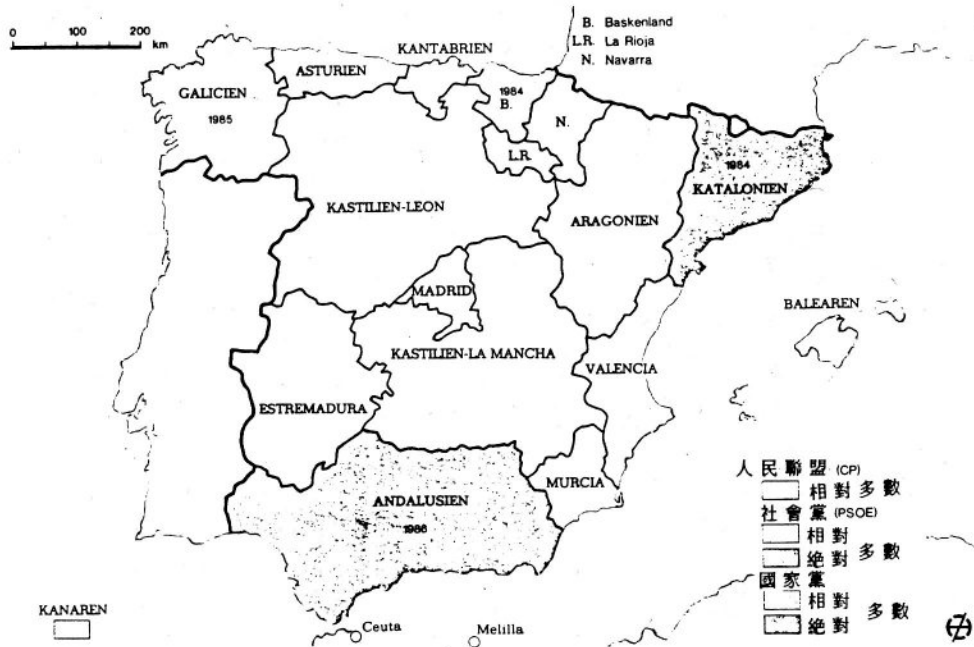 0 100 200
km
B. Baskenland
L.R. La Rioja
N. Navarra
KANTABRIEN
ASTURIEN
GALICIEN
1985
1984
B.
N.
L.R.
1984
KATALONIEN
KASTILIEN-LEON
ARAGONIEN
MADRID
BALEAREN
KASTILIEN-LA MANCHA
VALENCIA
ESTREMADURA
MURCIA
ANDALUSIEN
1986
人民聯盟 (CP)
相對多數
社會黨 (PSOE)
相對
絕對
多數
國家黨
相對
絕對
多數
KANAREN
Ceuta
Melilla